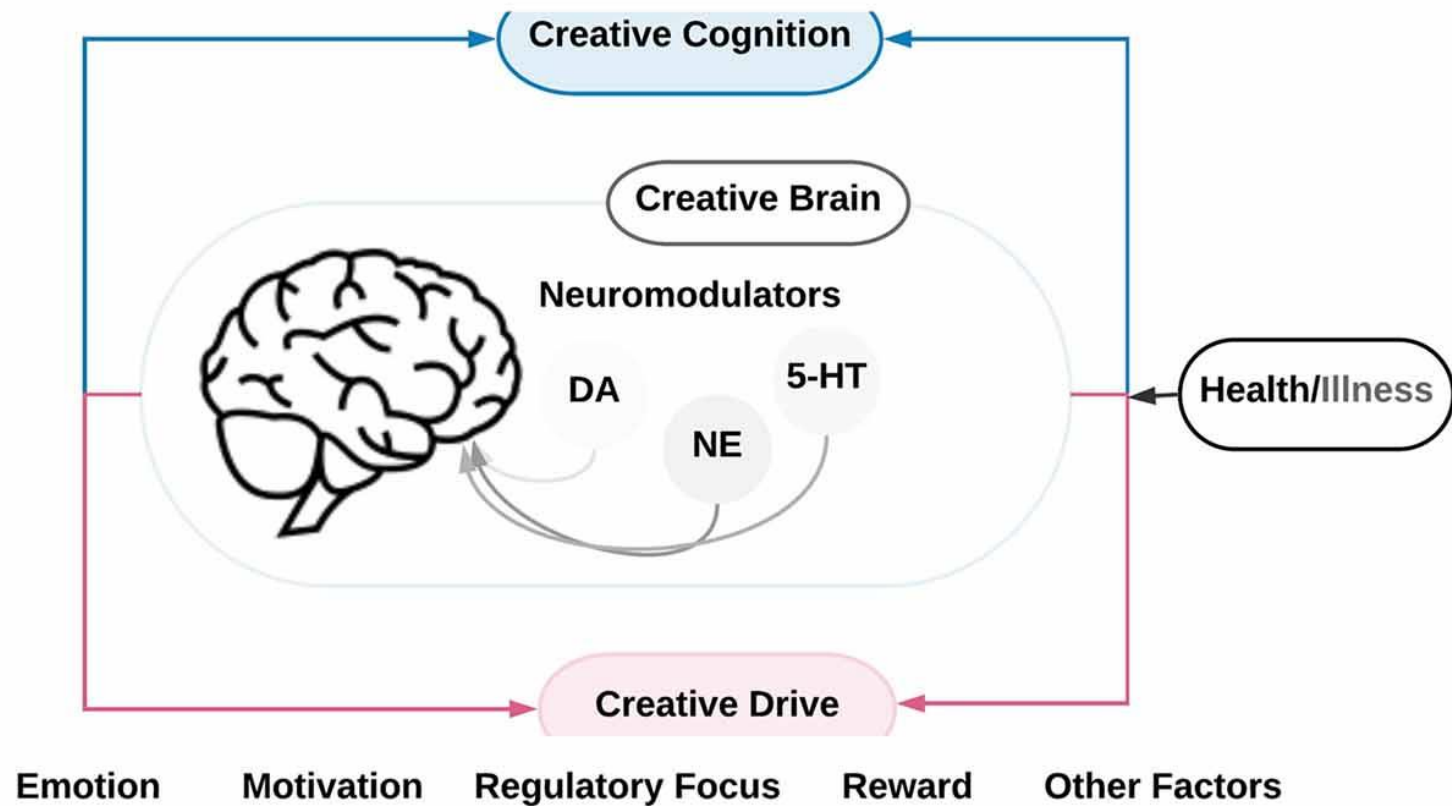 Creative Cognition
Creative Brain
Neuromodulators
DA
5-HT
NE
Health/Illness
Creative Drive
Emotion Motivation Regulatory Focus Reward Other Factors